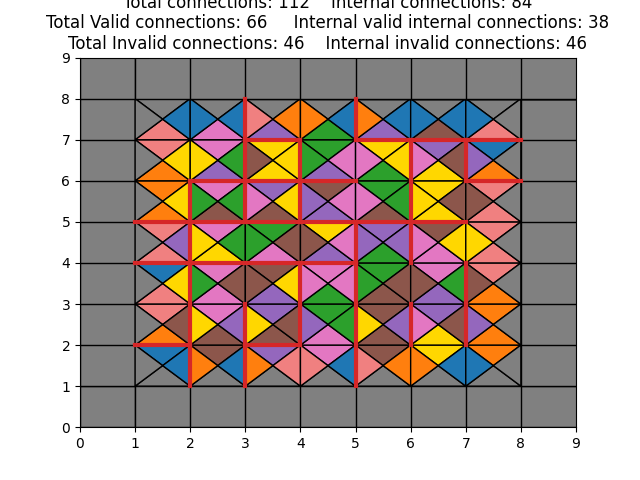 Total connections: 112 Internal connections: 84
Total Valid connections: 66 Internal valid internal connections: 38
Total Invalid connections: 46 Internal invalid connections: 46
9
8
7
6
5
4
3
2
1
0
0 1 2 3 4 5 6 7 8 9